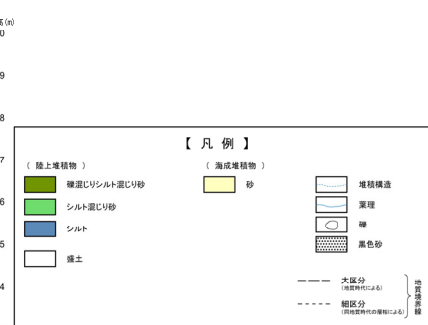 高(m)
0
9
8
【 凡 例 】
7
( 陸上堆積物 ) ( 海成堆積物 )
礫混じりシルト混じり砂 砂 堆積構造
6
シルト混じり砂 葉理
シルト 礫
5
黒色砂
盛土
4
大区分
(地質時代による)
細区分
(同地質時代の層相による)
地質境界線